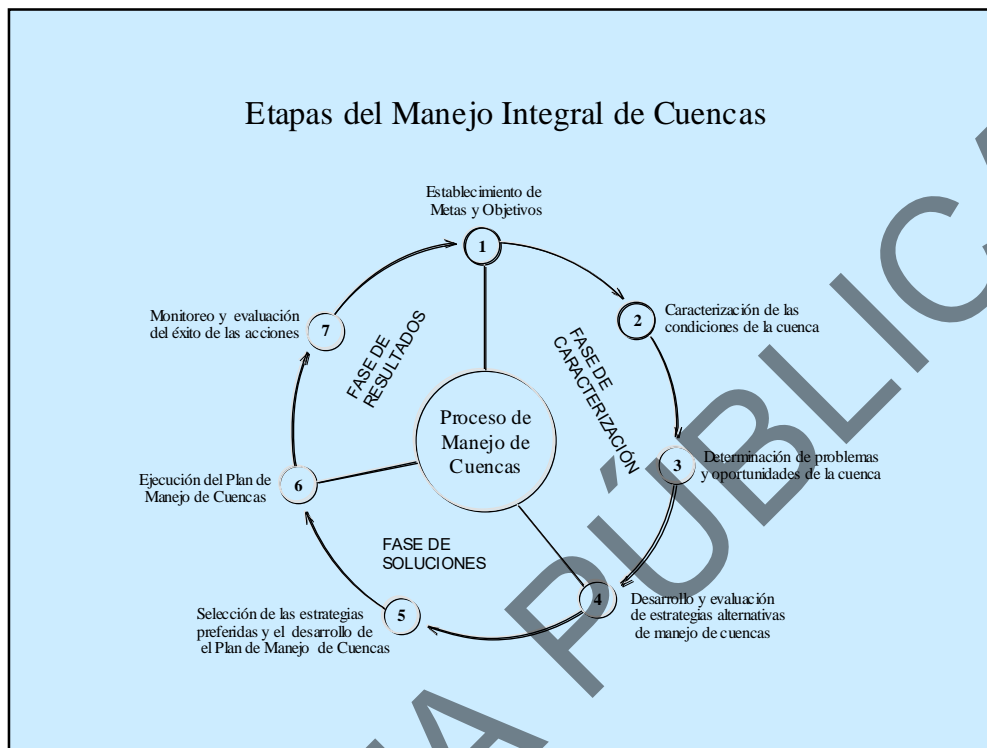 Etapas del Manejo Integral de Cuencas
Establecimiento de
Metas y Objetivos
1
2
Caracterización de las
condiciones de la cuenca
FASE DE
CARACTERIZACIÓN
3
Determinación de problemas
y oportunidades de la cuenca
4
Desarrollo y evaluación
de estrategias alternativas
de manejo de cuencas
FASE DE
SOLUCIONES
5
Selección de las estrategias
preferidas y el desarrollo de
el Plan de Manejo de Cuencas
6
Ejecución del Plan de
Manejo de Cuencas
7
Monitoreo y evaluación
del éxito de las acciones
FASE DE
RESULTADOS
Proceso de
Manejo de
Cuencas